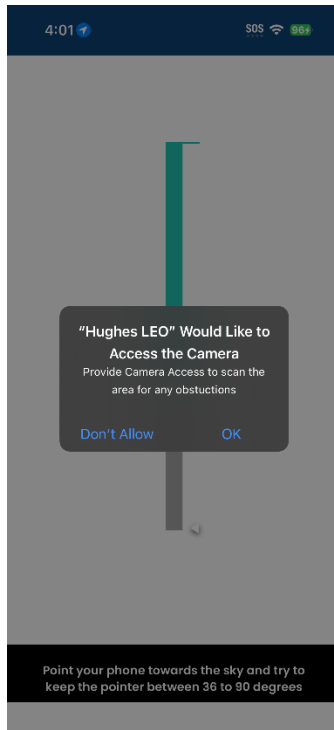 4:01
SOS
96
“Hughes LEO” Would Like to
Access the Camera
Provide Camera Access to scan the
area for any obstuctions
Don't Allow
OK
Point your phone towards the sky and try to
keep the pointer between 36 to 90 degrees